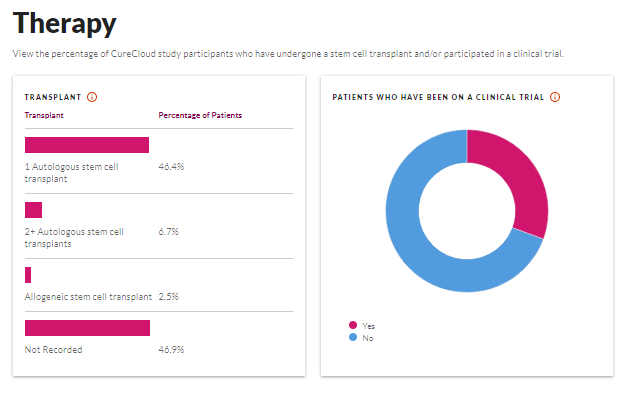 Therapy
View the percentage of CureCloud study participants who have undergone a stem cell transplant and/or participated in a clinical trial.
TRANSPLANT
Transplant Percentage of Patients
1 Autologous stem cell
transplant
46.4%
2+ Autologous stem cell
transplants
6.7%
Allogeneic stem cell transplant 2.5%
Not Recorded 46.9%
PATIENTS WHO HAVE BEEN ON A CLINICAL TRIAL
Yes
No